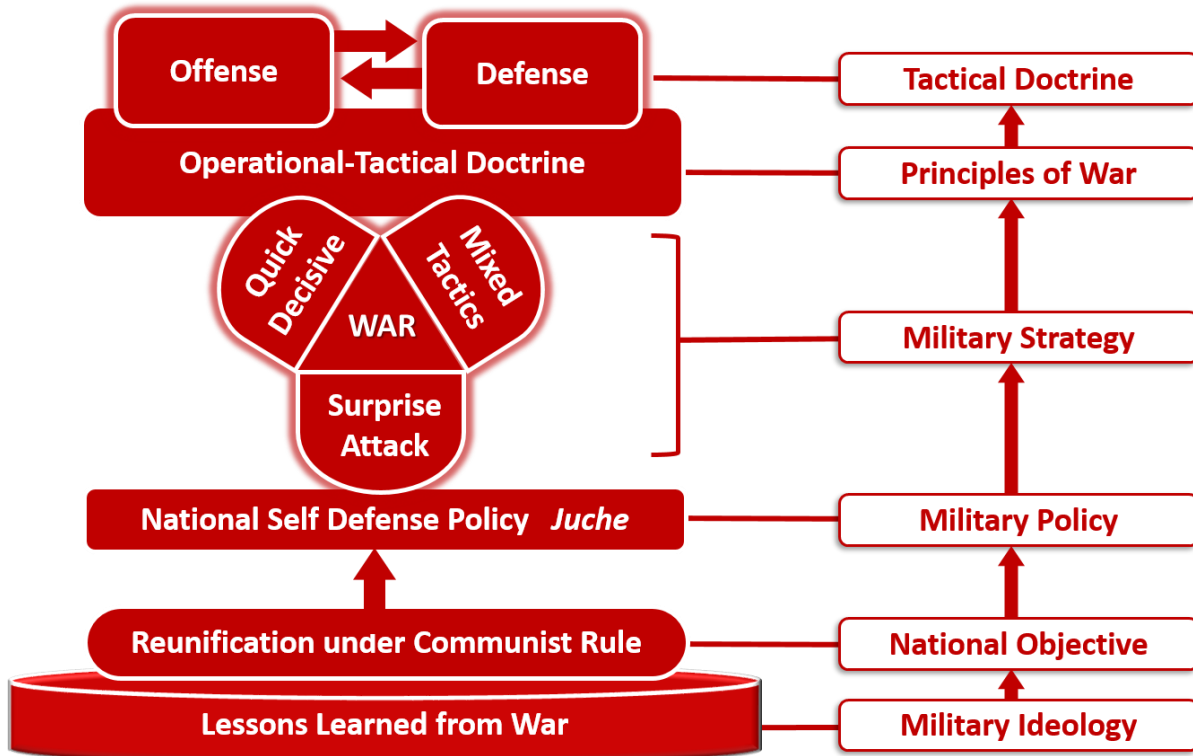 Offense
Defense
Tactical Doctrine
Operational-Tactical Doctrine
Principles of War
Quick
Decisive
Mixed
Tactics
WAR
Military Strategy
Surprise
Attack
National Self Defense Policy Juche
Military Policy
Reunification under Communist Rule
National Objective
Lessons Learned from War
Military Ideology